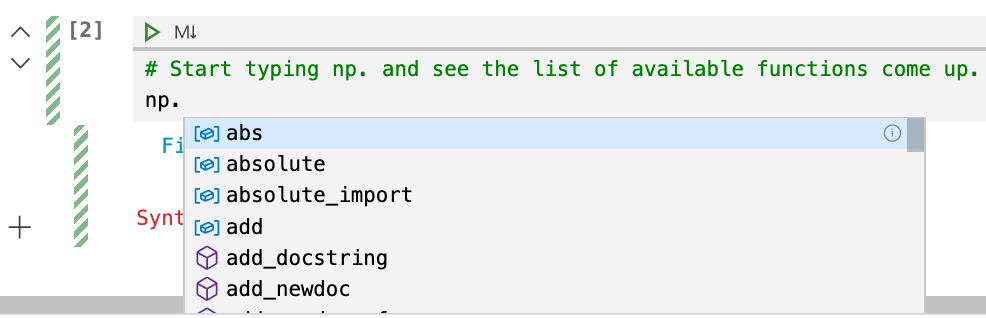 [2]
M↓
# Start typing np. and see the list of available functions come up.
np.
abs
Fi
absolute
absolute_import
Synt
add
add_docstring
add_newdoc